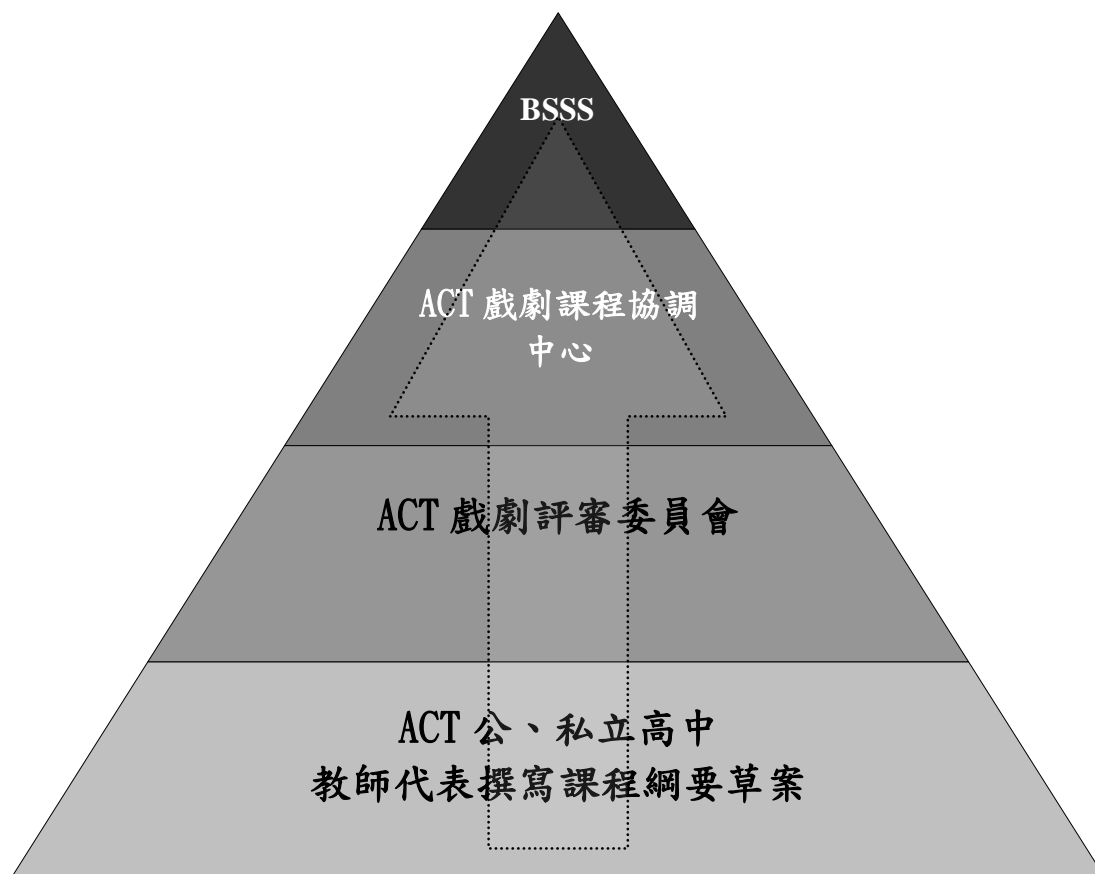 BSSS
ACT 戲劇課程協調
中心
ACT 戲劇評審委員會
ACT 公、私立高中
教師代表撰寫課程綱要草案